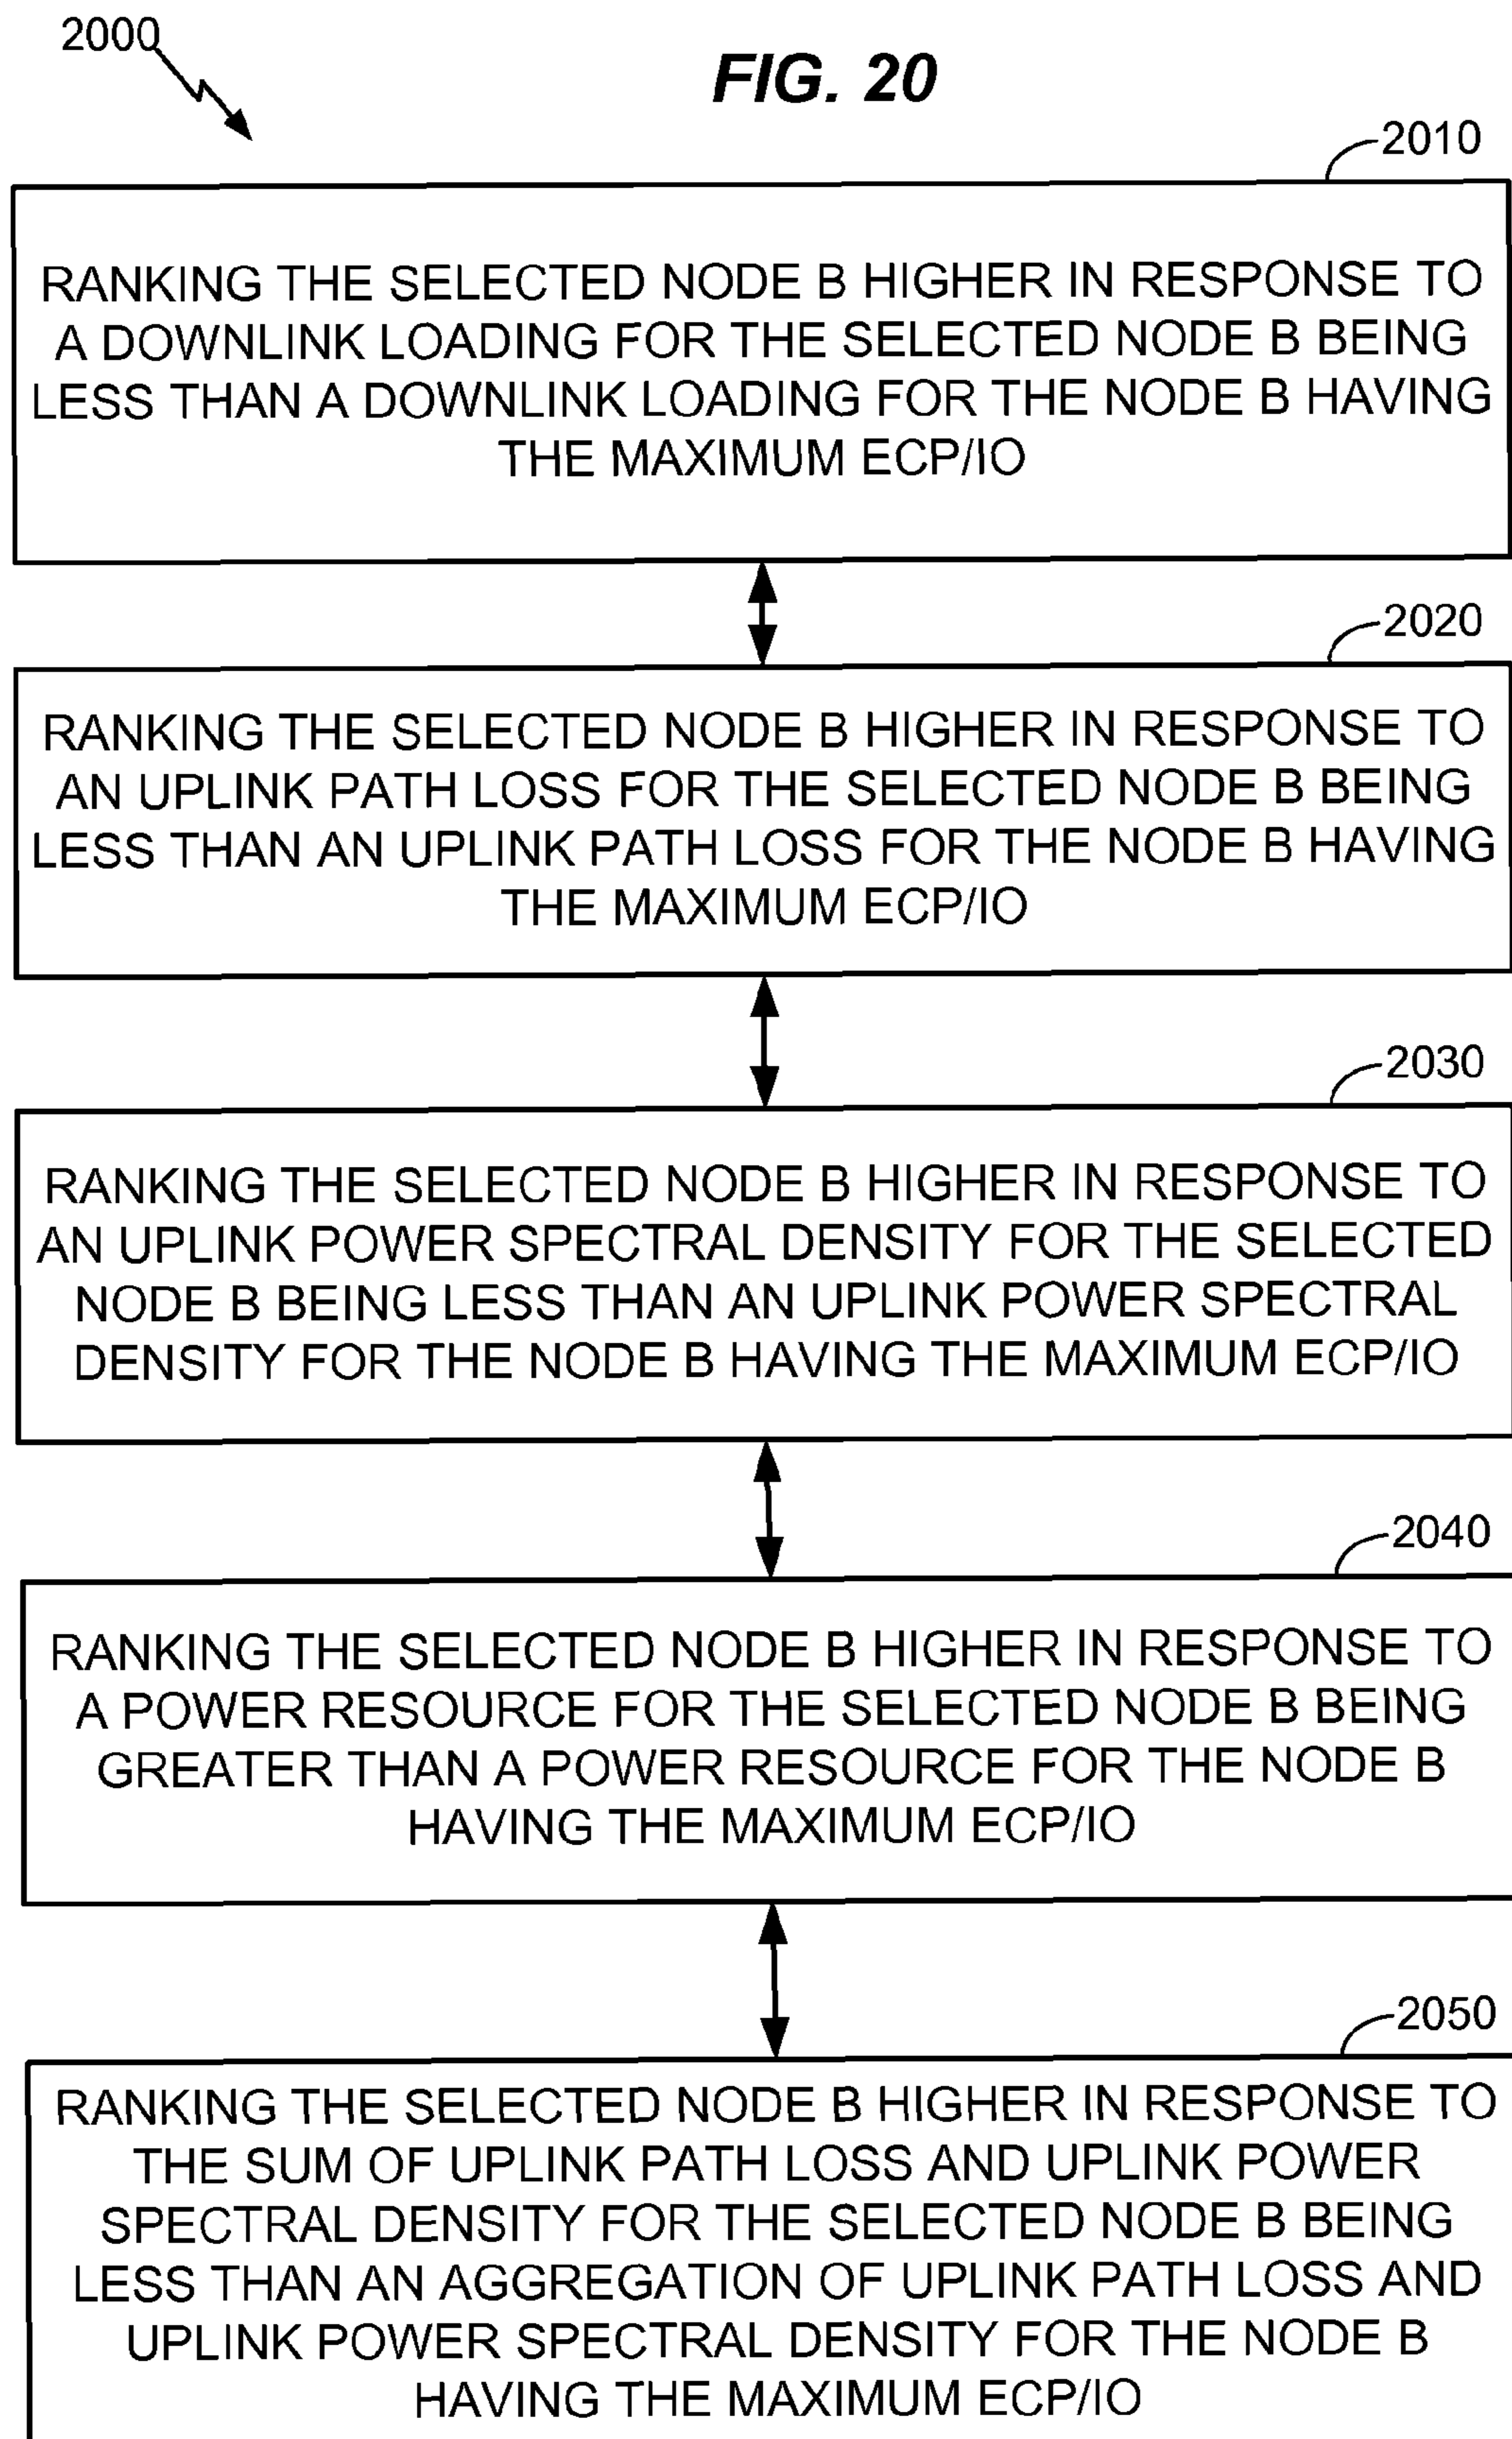 2000
FIG. 20
2010
RANKING THE SELECTED NODE B HIGHER IN RESPONSE TO
A DOWNLINK LOADING FOR THE SELECTED NODE B BEING
LESS THAN A DOWNLINK LOADING FOR THE NODE B HAVING
THE MAXIMUM ECP/IO
2020
RANKING THE SELECTED NODE B HIGHER IN RESPONSE TO
AN UPLINK PATH LOSS FOR THE SELECTED NODE B BEING
LESS THAN AN UPLINK PATH LOSS FOR THE NODE B HAVING
THE MAXIMUM ECP/IO
2030
RANKING THE SELECTED NODE B HIGHER IN RESPONSE TO
AN UPLINK POWER SPECTRAL DENSITY FOR THE SELECTED
NODE B BEING LESS THAN AN UPLINK POWER SPECTRAL
DENSITY FOR THE NODE B HAVING THE MAXIMUM ECP/IO
2040
RANKING THE SELECTED NODE B HIGHER IN RESPONSE TO
A POWER RESOURCE FOR THE SELECTED NODE B BEING
GREATER THAN A POWER RESOURCE FOR THE NODE B
HAVING THE MAXIMUM ECP/IO
2050
RANKING THE SELECTED NODE B HIGHER IN RESPONSE TO
THE SUM OF UPLINK PATH LOSS AND UPLINK POWER
SPECTRAL DENSITY FOR THE SELECTED NODE B BEING
LESS THAN AN AGGREGATION OF UPLINK PATH LOSS AND
UPLINK POWER SPECTRAL DENSITY FOR THE NODE B
HAVING THE MAXIMUM ECP/IO